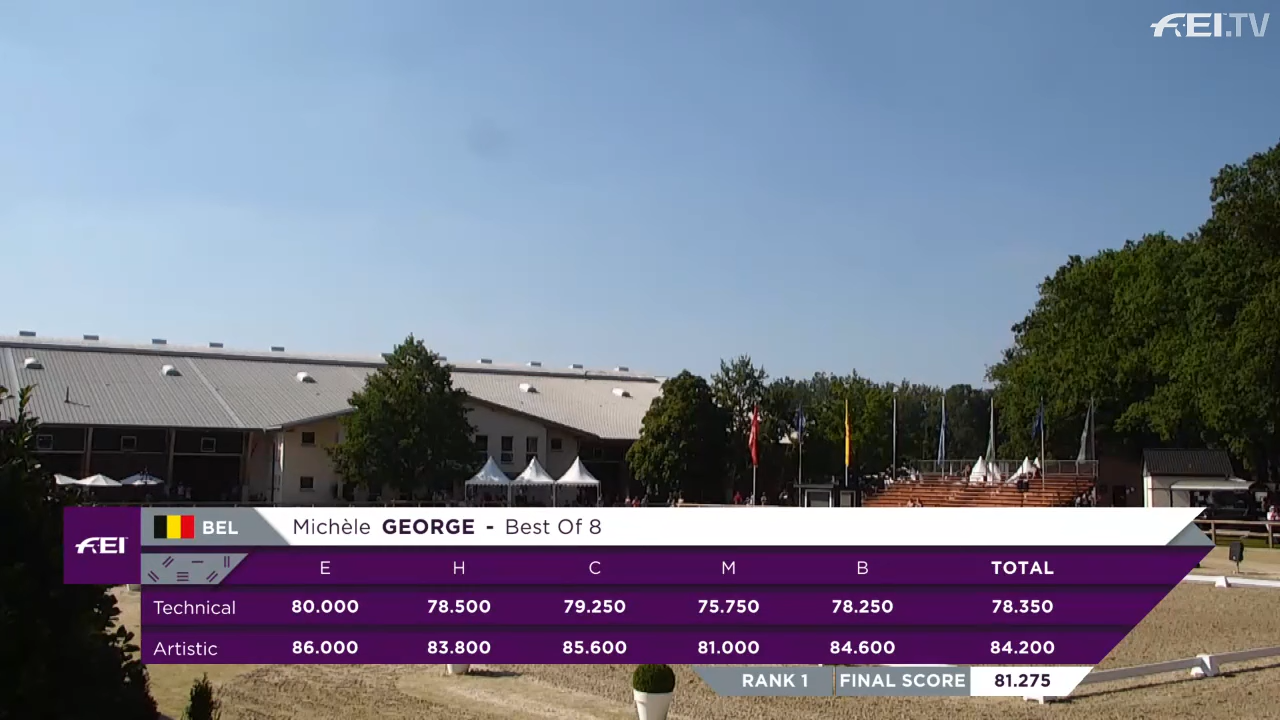 FEI.TV
BEL Michèle GEORGE - Best Of 8
FEI
E H C M B TOTAL
Technical 80.000 78.500 79.250 75.750 78.250 78.350
Artistic 86.000 83.800 85.600 81.000 84.600 84.200
RANK 1 FINAL SCORE 81.275